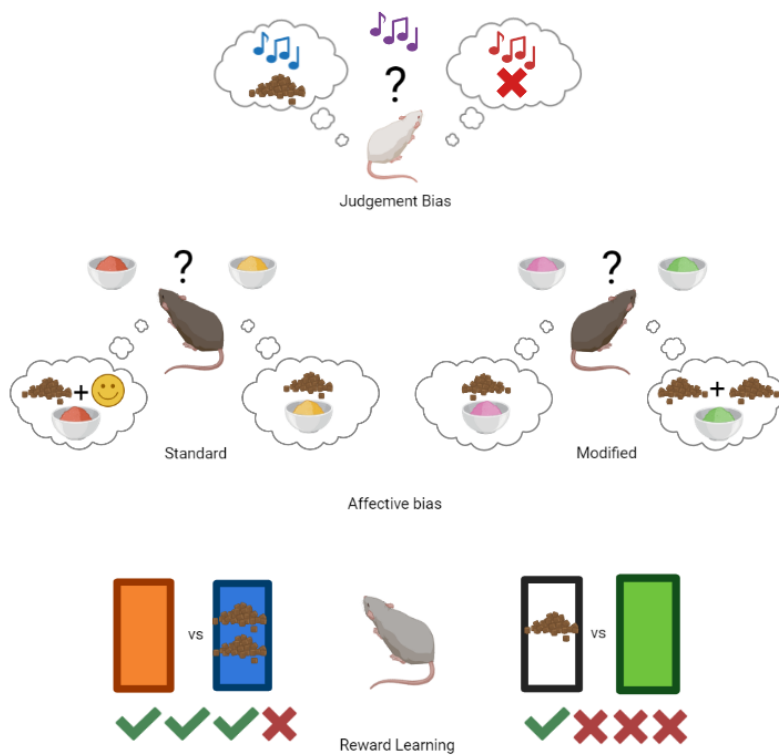 ?
Judgement Bias
? ?
+ +
Standard Modified
Affective bias
vs vs
Reward Learning